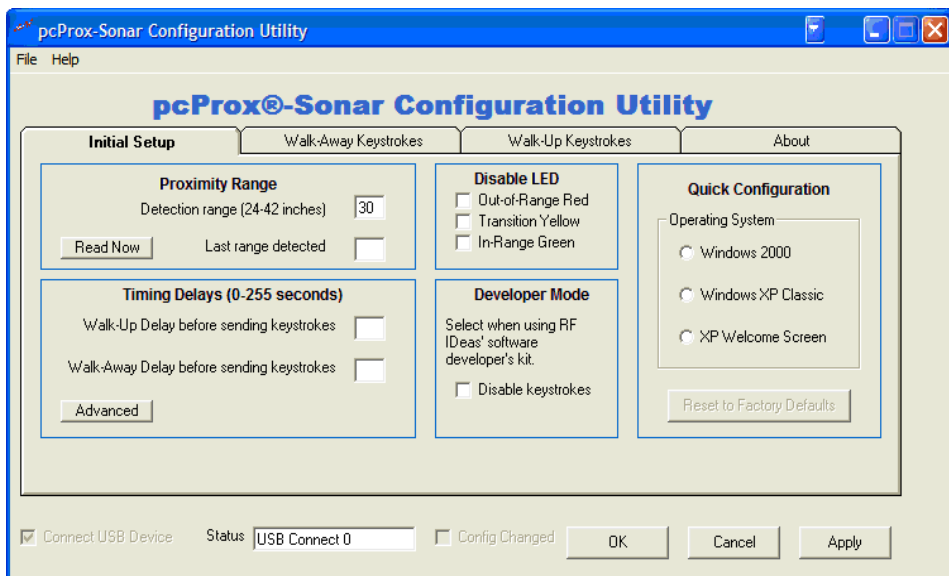 pcProx-Sonar Configuration Utility
File Help
pcProx®-Sonar Configuration Utility
Initial Setup
Walk-Away Keystrokes
Walk-Up Keystrokes
About
Proximity Range
Detection range (24-42 inches) 30
Read Now
Last range detected
Timing Delays (0-255 seconds)
Walk-Up Delay before sending keystrokes
Walk-Away Delay before sending keystrokes
Advanced
Disable LED
Out-of-Range Red
Transition Yellow
In-Range Green
Developer Mode
Select when using RF
IDeas' software
developer's kit.
Disable keystrokes
Quick Configuration
Operating System
Windows 2000
Windows XP Classic
XP Welcome Screen
Reset to Factory Defaults
Connect USB Device
Status USB Connect 0
Config Changed
OK
Cancel
Apply